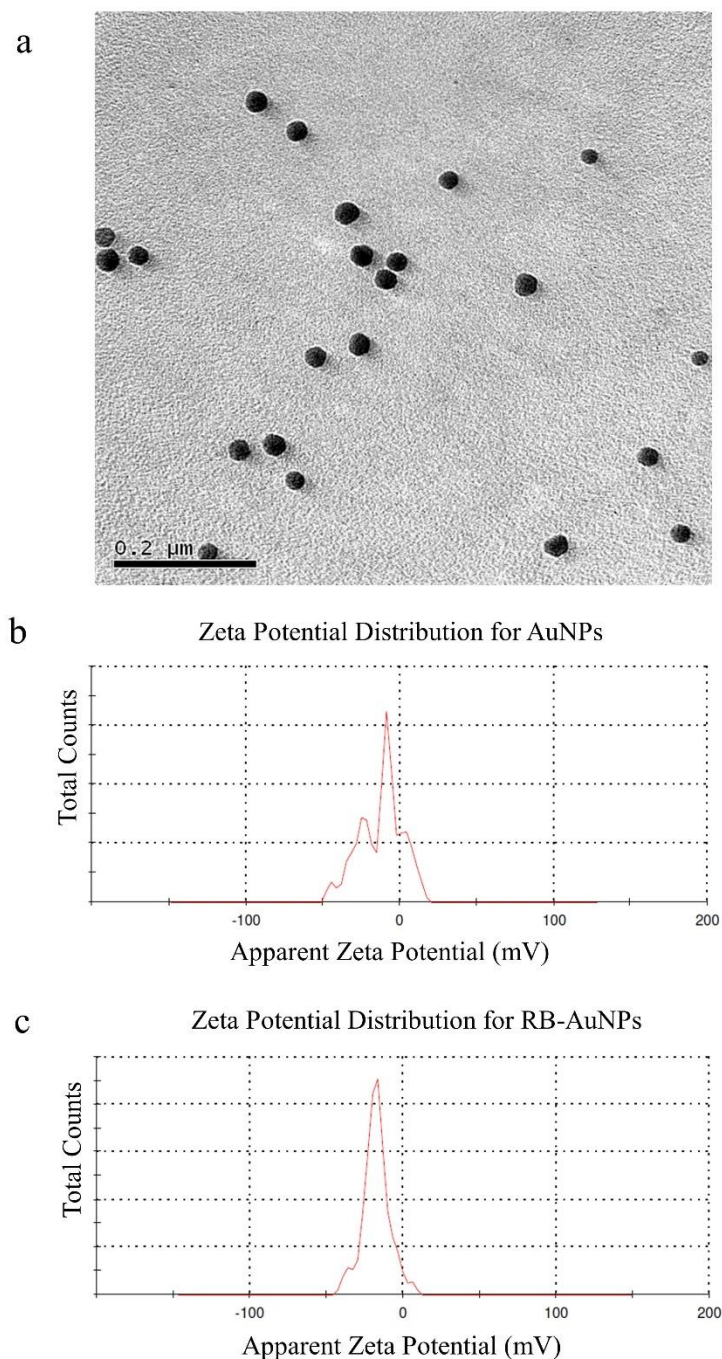 a
0.2 µm
b
Zeta Potential Distribution for AuNPs
Total Counts
-100 0 100 200
Apparent Zeta Potential (mV)
c
Zeta Potential Distribution for RB-AuNPs
Total Counts
-100 0 100 200
Apparent Zeta Potential (mV)